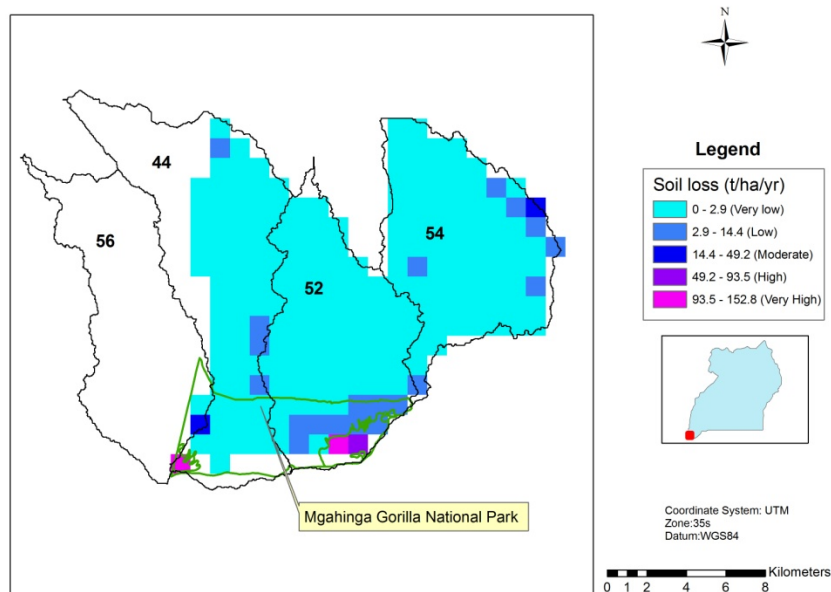 N
44
56
54
52
Mgahinga Gorilla National Park
Legend
Soil loss (t/ha/yr)
0 - 2.9 (Very low)
2.9 - 14.4 (Low)
14.4 - 49.2 (Moderate)
49.2 - 93.5 (High)
93.5 - 152.8 (Very High)
Coordinate System: UTM
Zone:35s
Datum:WGS84
Kilometers
0 1 2 4 6 8